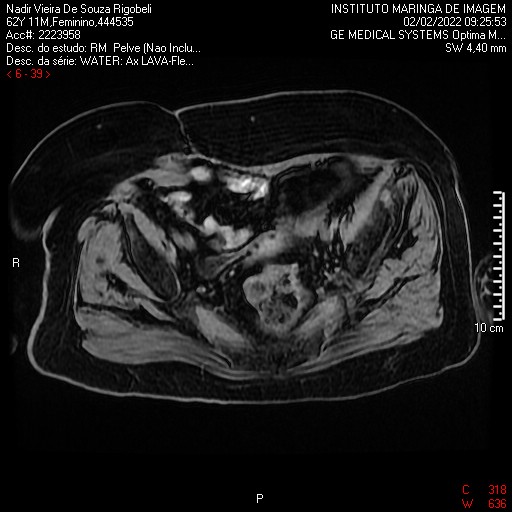 Nadir Vieira De Souza Rigobeli
62Y 11M,Feminino,444535
Acc#: 2223958
Desc. do estudo: RM Pelve (Nao Inclu...
Desc. da série: WATER: Ax LAVA-Fle...
< 6 - 39 >
INSTITUTO MARINGA DE IMAGEM
02/02/2022 09:25:53
GE MEDICAL SYSTEMS Optima M...
SW 4,40 mm
R
10 cm
P
C 318
W 636